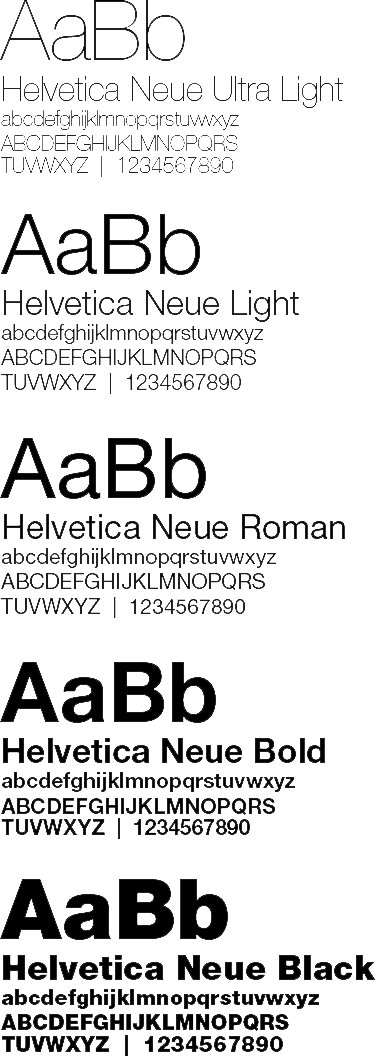 AaBb
Helvetica Neue Ultra Light
abcdefghijklmnopqrstuvwxyz
ABCDEFGHIJKLMNOPQRS
TUVWXYZ | 1234567890
AaBb
Helvetica Neue Light
abcdefghijklmnopqrstuvwxyz
ABCDEFGHIJKLMNOPQRS
TUVWXYZ | 1234567890
AaBb
Helvetica Neue Roman
abcdefghijklmnopqrstuvwxyz
ABCDEFGHIJKLMNOPQRS
TUVWXYZ | 1234567890
AaBb
Helvetica Neue Bold
abcdefghijklmnopqrstuvwxyz
ABCDEFGHIJKLMNOPQRS
TUVWXYZ | 1234567890
AaBb
Helvetica Neue Black
abcdefghijklmnopqrstuvwxyz
ABCDEFGHIJKLMNOPQRS
TUVWXYZ | 1234567890